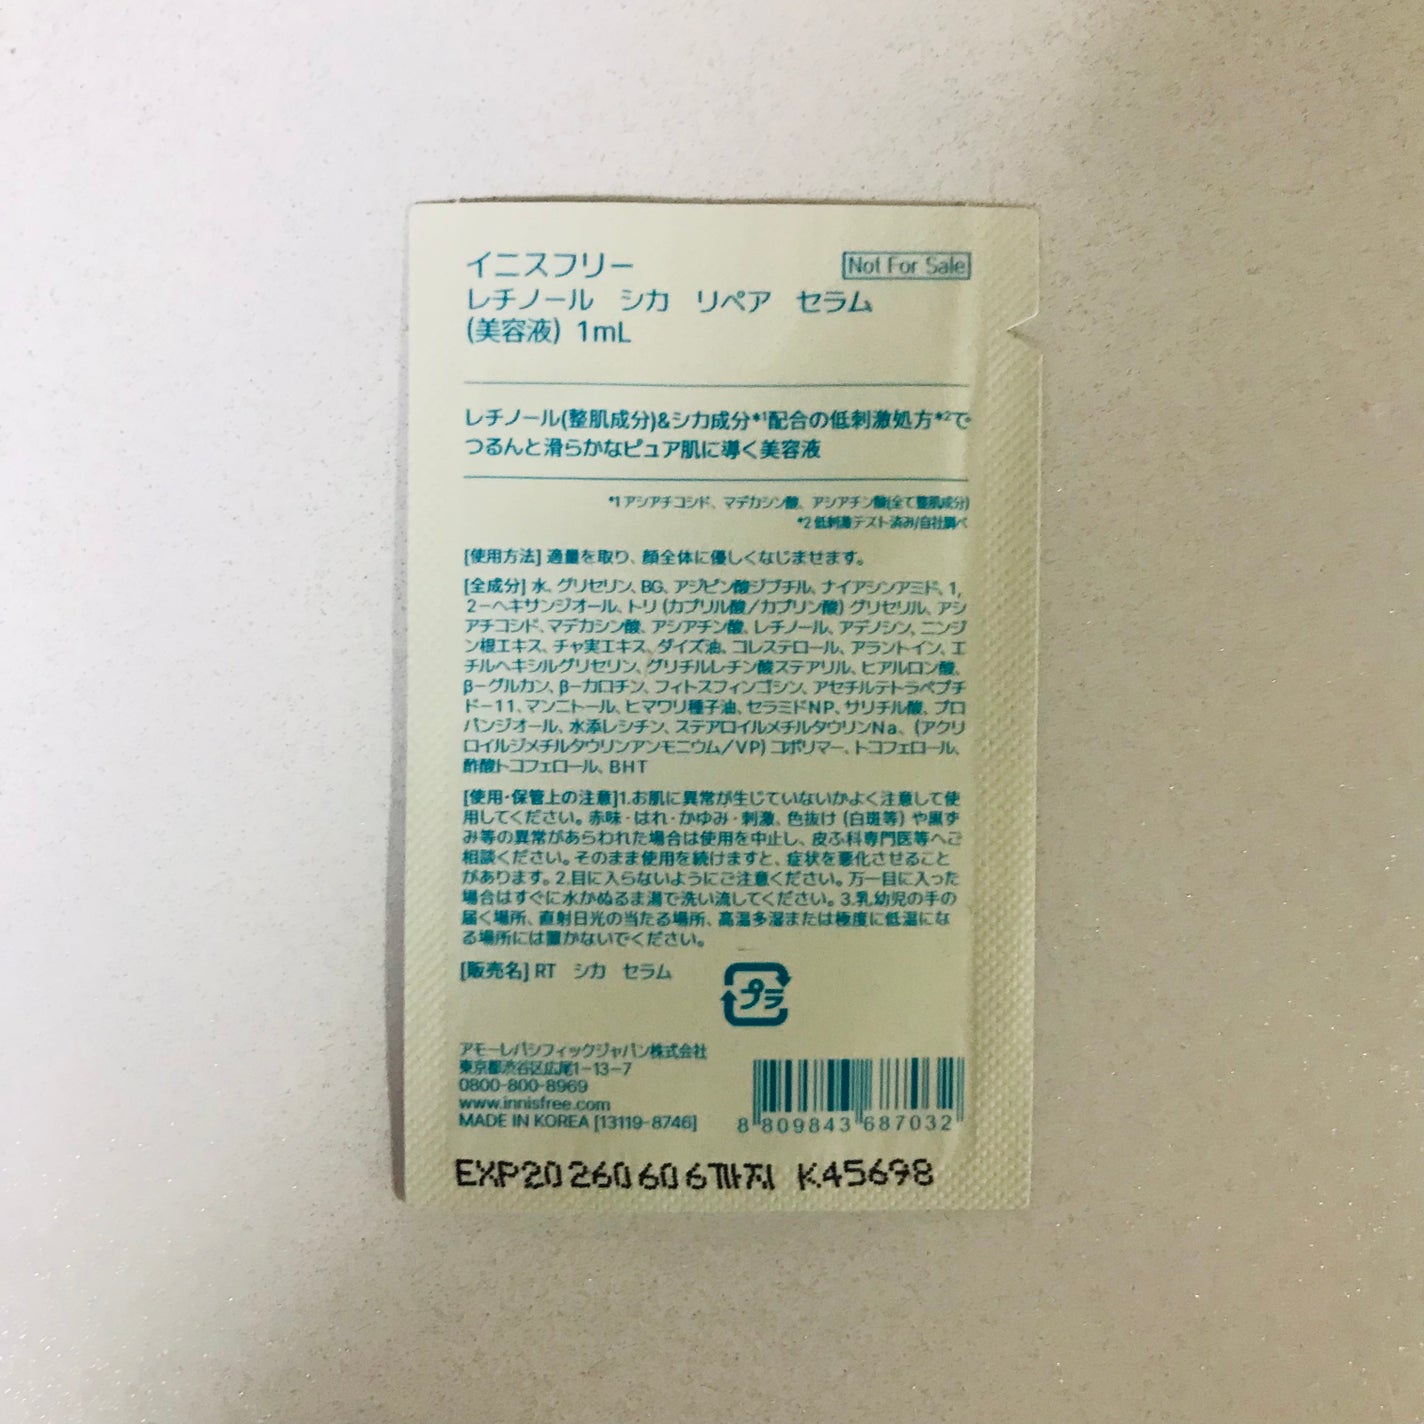 イニスフリー
Not For Sale
レチノール　シカ　リペア　セラム
(美容液) 1mL
レチノール(整肌成分)&シカ成分*1配合の低刺激処方*2で
つるんと滑らかなピュア肌に導く美容液
*1 アシアチコシド、マデカシン酸、アシアチン酸(全て整肌成分)
*2 低刺激テスト済み/自社調べ
[使用方法] 適量を取り、顔全体に優しくなじませます。
[全成分] 水、グリセリン、BG、アジピン酸ジブチル、ナイアシンアミド、1,
2ーヘキサンジオール、トリ (カプリル酸/カプリン酸) グリセリル、アシ
アチコシド、マデカシン酸、アシアチン酸、レチノール、アデノシン、ニンジ
ン根エキス、チャ実エキス、ダイズ油、コレステロール、アラントイン、エ
チルヘキシルグリセリン、グリチルレチン酸ステアリル、ヒアルロン酸、
βーグルカン、βーカロチン、フィトスフィンゴシン、アセチルテトラペプチ
ドー11、マンニトール、ヒマワリ種子油、セラミドNP、サリチル酸、プロ
パンジオール、水添レシチン、ステアロイルメチルタウリンNa、(アクリ
ロイルジメチルタウリンアンモニウム/VP) コポリマー、トコフェロール、
酢酸トコフェロール、BHT
[使用・保管上の注意]1.お肌に異常が生じていないかよく注意して使
用してください。赤味・はれ・かゆみ・刺激、色抜け (白斑等) や黒ず
み等の異常があらわれた場合は使用を中止し、皮ふ科専門医等へご
相談ください。そのまま使用を続けますと、症状を悪化させること
があります。2.目に入らないようにご注意ください。万一目に入った
場合はすぐに水かぬるま湯で洗い流してください。3.乳幼児の手の
届く場所、直射日光の当たる場所、高温多湿または極度に低温にな
る場所には置かないでください。
[販売名] RT　シカ　セラム
プラ
アモーレパシフィックジャパン株式会社
東京都渋谷区広尾1-13-7
0800-800-8969
www.innisfree.com
MADE IN KOREA [13119-8746]
8 809843 687032
EXP20260606까지 K45698